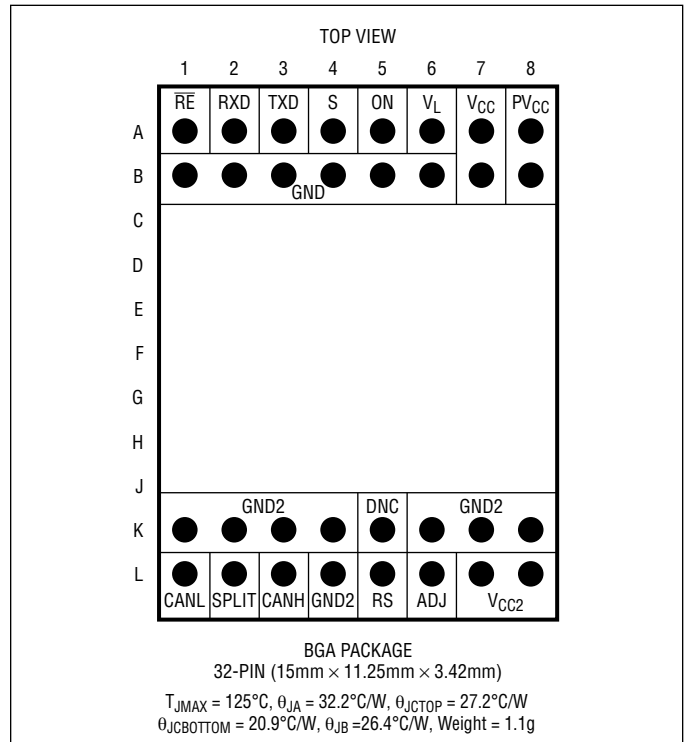 TOP VIEW
1 2 3 4 5 6 7 8
R̅E̅ RXD TXD S ON VL VCC PVCC
A
B
GND
C
D
E
F
G
H
J
GND2 DNC GND2
K
L
CANL SPLIT CANH GND2 RS ADJ VCC2
BGA PACKAGE
32-PIN (15mm × 11.25mm × 3.42mm)
TJMAX = 125°C, θJA = 32.2°C/W, θJCTOP = 27.2°C/W
θJCBOTTOM = 20.9°C/W, θJB =26.4°C/W, Weight = 1.1g